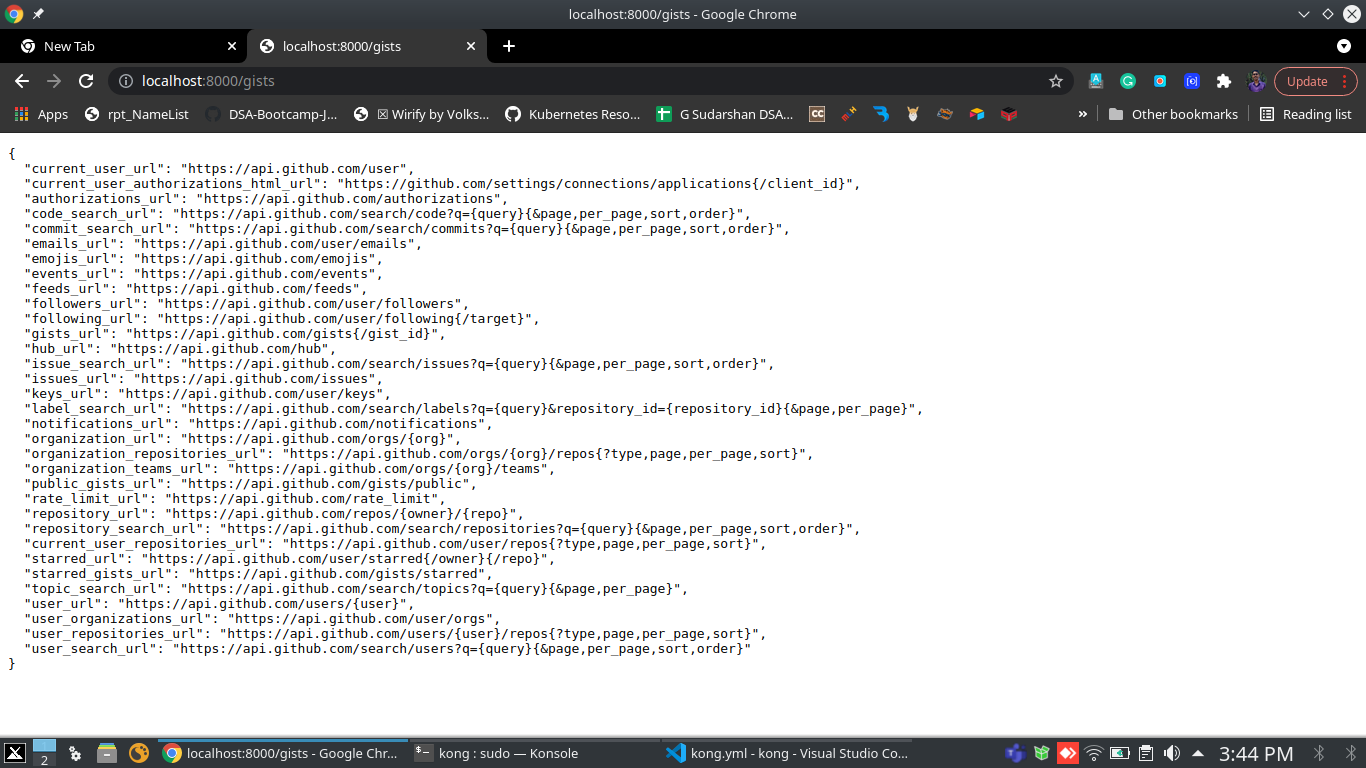 localhost:8000/gists - Google Chrome
New Tab
localhost:8000/gists
localhost:8000/gists
Update
Apps
rpt_NameList
DSA-Bootcamp-J...
☒ Wirify by Volks...
Kubernetes Reso...
G Sudarshan DSA...
CC
»
Other bookmarks
Reading list
{
  "current_user_url": "https://api.github.com/user",
  "current_user_authorizations_html_url": "https://github.com/settings/connections/applications{/client_id}",
  "authorizations_url": "https://api.github.com/authorizations",
  "code_search_url": "https://api.github.com/search/code?q={query}{&page,per_page,sort,order}",
  "commit_search_url": "https://api.github.com/search/commits?q={query}{&page,per_page,sort,order}",
  "emails_url": "https://api.github.com/user/emails",
  "emojis_url": "https://api.github.com/emojis",
  "events_url": "https://api.github.com/events",
  "feeds_url": "https://api.github.com/feeds",
  "followers_url": "https://api.github.com/user/followers",
  "following_url": "https://api.github.com/user/following{/target}",
  "gists_url": "https://api.github.com/gists{/gist_id}",
  "hub_url": "https://api.github.com/hub",
  "issue_search_url": "https://api.github.com/search/issues?q={query}{&page,per_page,sort,order}",
  "issues_url": "https://api.github.com/issues",
  "keys_url": "https://api.github.com/user/keys",
  "label_search_url": "https://api.github.com/search/labels?q={query}&repository_id={repository_id}{&page,per_page}",
  "notifications_url": "https://api.github.com/notifications",
  "organization_url": "https://api.github.com/orgs/{org}",
  "organization_repositories_url": "https://api.github.com/orgs/{org}/repos{?type,page,per_page,sort}",
  "organization_teams_url": "https://api.github.com/orgs/{org}/teams",
  "public_gists_url": "https://api.github.com/gists/public",
  "rate_limit_url": "https://api.github.com/rate_limit",
  "repository_url": "https://api.github.com/repos/{owner}/{repo}",
  "repository_search_url": "https://api.github.com/search/repositories?q={query}{&page,per_page,sort,order}",
  "current_user_repositories_url": "https://api.github.com/user/repos{?type,page,per_page,sort}",
  "starred_url": "https://api.github.com/user/starred{/owner}{/repo}",
  "starred_gists_url": "https://api.github.com/gists/starred",
  "topic_search_url": "https://api.github.com/search/topics?q={query}{&page,per_page}",
  "user_url": "https://api.github.com/users/{user}",
  "user_organizations_url": "https://api.github.com/user/orgs",
  "user_repositories_url": "https://api.github.com/users/{user}/repos{?type,page,per_page,sort}",
  "user_search_url": "https://api.github.com/search/users?q={query}{&page,per_page,sort,order}"
}
2
localhost:8000/gists - Google Chr...
kong : sudo — Konsole
kong.yml - kong - Visual Studio Co...
3:44 PM